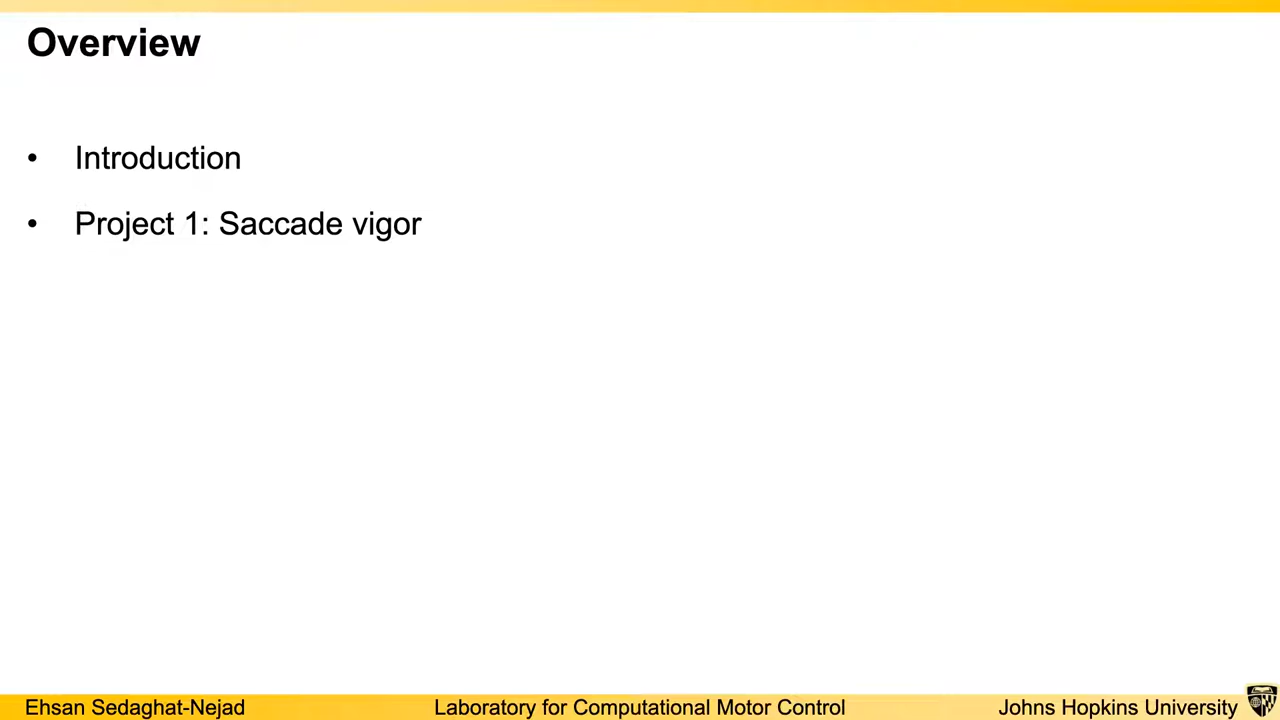 Overview
• Introduction
• Project 1: Saccade vigor
Ehsan Sedaghat-Nejad Laboratory for Computational Motor Control Johns Hopkins University